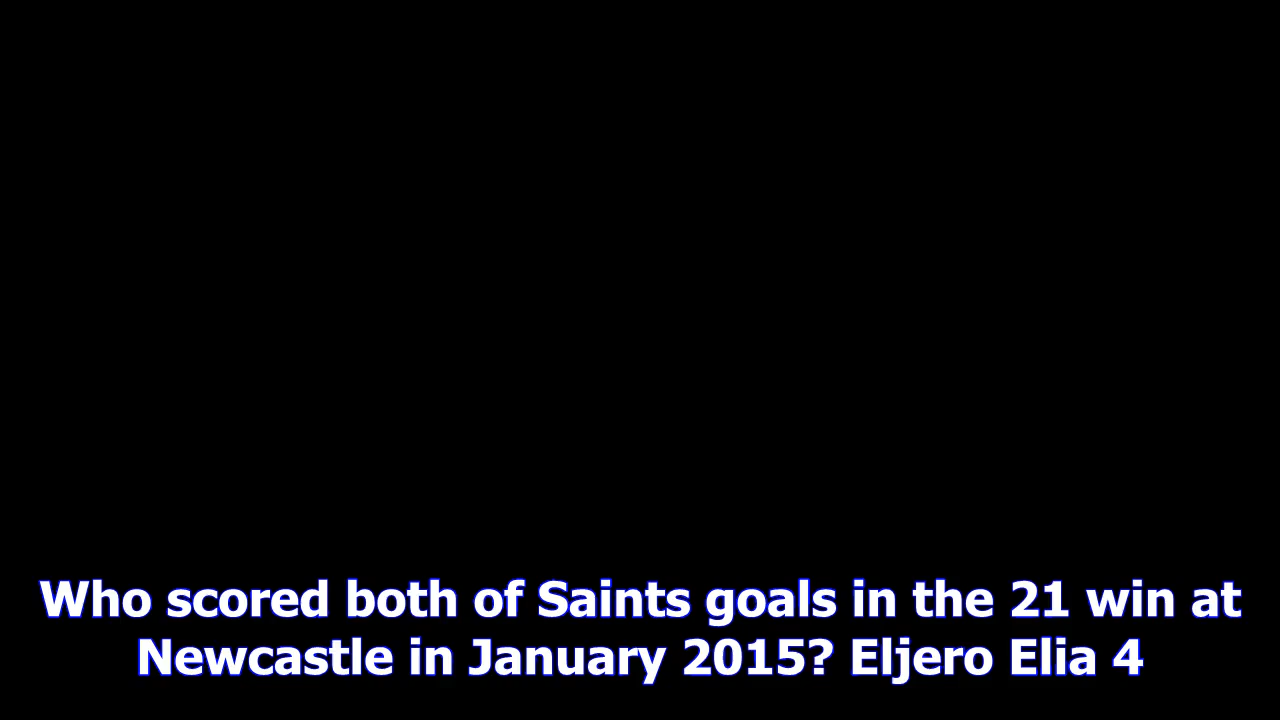 Who scored both of Saints goals in the 21 win at
Newcastle in January 2015? Eljero Elia 4